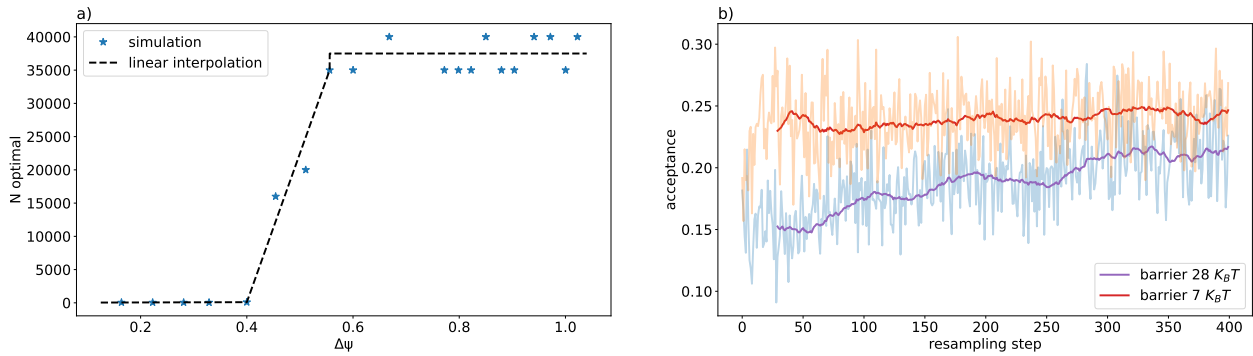 a)
40000
35000
30000
25000
20000
15000
10000
5000
0
N optimal
simulation
linear interpolation
0.2 0.4 0.6 0.8 1.0
Δψ
b)
0.30
0.25
0.20
0.15
0.10
acceptance
barrier 28 K_BT
barrier 7 K_BT
0 50 100 150 200 250 300 350 400
resampling step